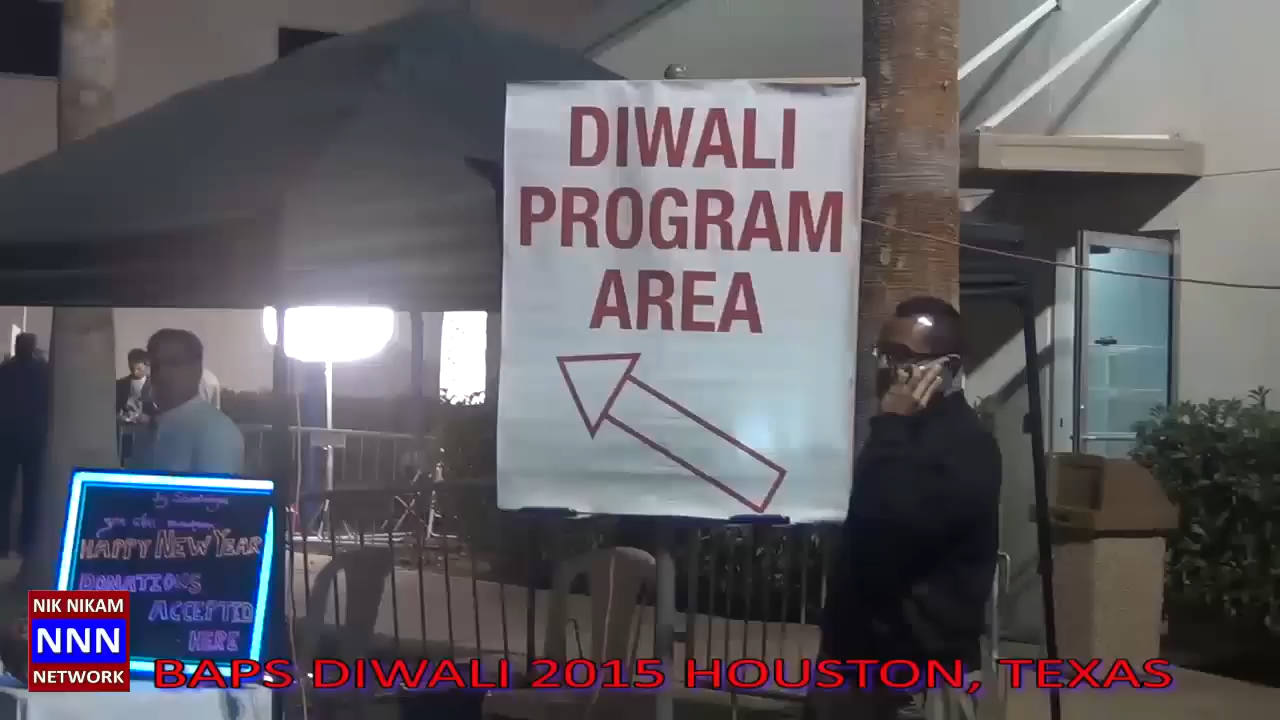 DIWALI
PROGRAM
AREA
HAPPY NEW YEAR
DONATIONS
ACCEPTED
HERE
NIK NIKAM
NNN
NETWORK
BAPS DIWALI 2015 HOUSTON, TEXAS